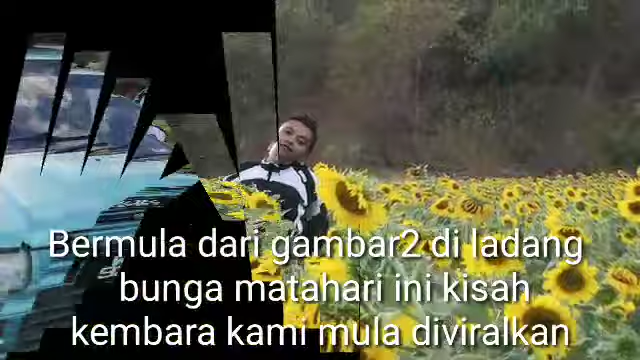 Bermula dari gambar2 di ladang
bunga matahari ini kisah
kembara kami mula diviralkan